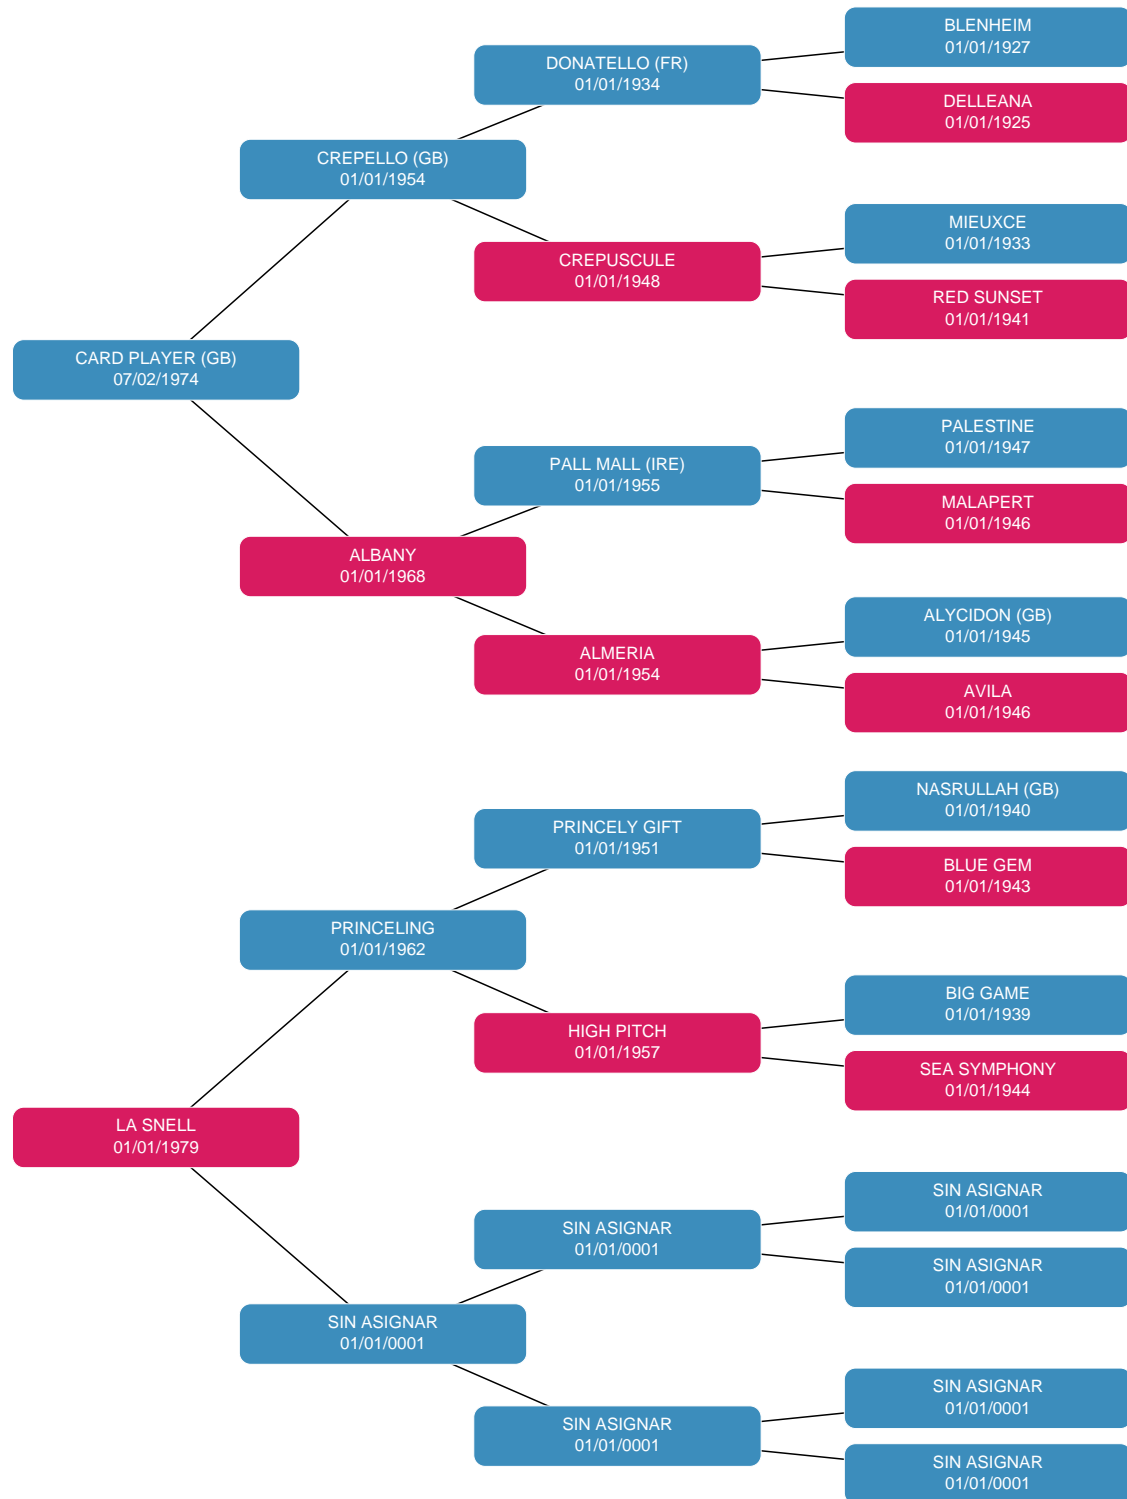 BLENHEIM
01/01/1927
DONATELLO (FR)
01/01/1934
DELLEANA
01/01/1925
CREPELLO (GB)
01/01/1954
MIEUXCE
01/01/1933
CREPUSCULE
01/01/1948
RED SUNSET
01/01/1941
CARD PLAYER (GB)
07/02/1974
PALESTINE
01/01/1947
PALL MALL (IRE)
01/01/1955
MALAPERT
01/01/1946
ALBANY
01/01/1968
ALYCIDON (GB)
01/01/1945
ALMERIA
01/01/1954
AVILA
01/01/1946
NASRULLAH (GB)
01/01/1940
PRINCELY GIFT
01/01/1951
BLUE GEM
01/01/1943
PRINCELING
01/01/1962
BIG GAME
01/01/1939
HIGH PITCH
01/01/1957
SEA SYMPHONY
01/01/1944
LA SNELL
01/01/1979
SIN ASIGNAR
01/01/0001
SIN ASIGNAR
01/01/0001
SIN ASIGNAR
01/01/0001
SIN ASIGNAR
01/01/0001
SIN ASIGNAR
01/01/0001
SIN ASIGNAR
01/01/0001
SIN ASIGNAR
01/01/0001